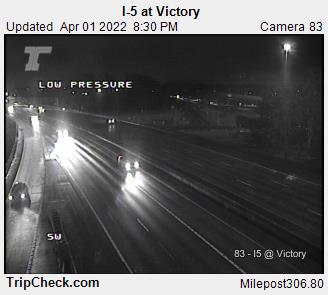 I-5 at Victory
Updated Apr 01 2022 8:30 PM Camera 83
T
LOW PRESSURE
SW
83 - I5 @ Victory
TripCheck.com Milepost306.80